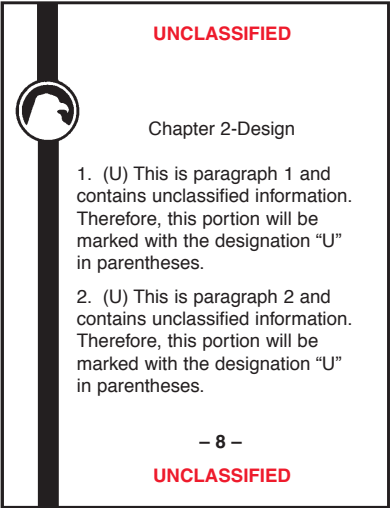 UNCLASSIFIED
Chapter 2-Design
1. (U) This is paragraph 1 and
contains unclassified information.
Therefore, this portion will be
marked with the designation “U”
in parentheses.
2. (U) This is paragraph 2 and
contains unclassified information.
Therefore, this portion will be
marked with the designation “U”
in parentheses.
– 8 –
UNCLASSIFIED